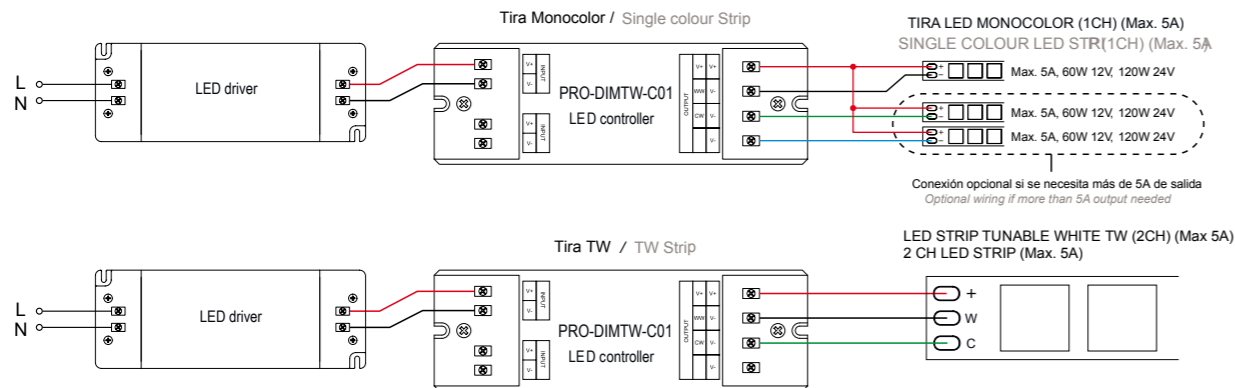 Tira Monocolor / Single colour Strip
L
N
LED driver
V+
V-
INPUT
V+
V-
INPUT
PRO-DIMTW-C01
LED controller
OUTPUT
V+ V+
WW V-
CW V-
V-
TIRA LED MONOCOLOR (1CH) (Max. 5A)
SINGLE COLOUR LED STRI(1CH) (Max. 5A
+
−
Max. 5A, 60W 12V, 120W 24V
+
−
Max. 5A, 60W 12V, 120W 24V
+
−
Max. 5A, 60W 12V, 120W 24V
Conexión opcional si se necesita más de 5A de salida
Optional wiring if more than 5A output needed
Tira TW / TW Strip
L
N
LED driver
V+
V-
INPUT
V+
V-
INPUT
PRO-DIMTW-C01
LED controller
OUTPUT
V+ V+
WW V-
CW V-
V-
LED STRIP TUNABLE WHITE TW (2CH) (Max 5A)
2 CH LED STRIP (Max. 5A)
+
W
C